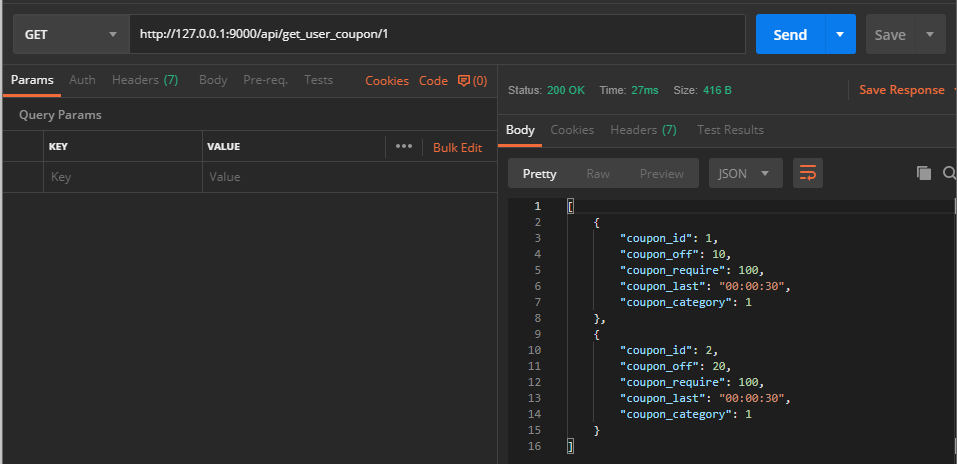 GET http://127.0.0.1:9000/api/get_user_coupon/1 Send Save
Params Auth Headers (7) Body Pre-req. Tests Cookies Code (0)
Query Params
KEY VALUE ••• Bulk Edit
Key Value
Status: 200 OK Time: 27ms Size: 416 B Save Response
Body Cookies Headers (7) Test Results
Pretty Raw Preview JSON
1 [
2 {
3 "coupon_id": 1,
4 "coupon_off": 10,
5 "coupon_require": 100,
6 "coupon_last": "00:00:30",
7 "coupon_category": 1
8 },
9 {
10 "coupon_id": 2,
11 "coupon_off": 20,
12 "coupon_require": 100,
13 "coupon_last": "00:00:30",
14 "coupon_category": 1
15 }
16 ]